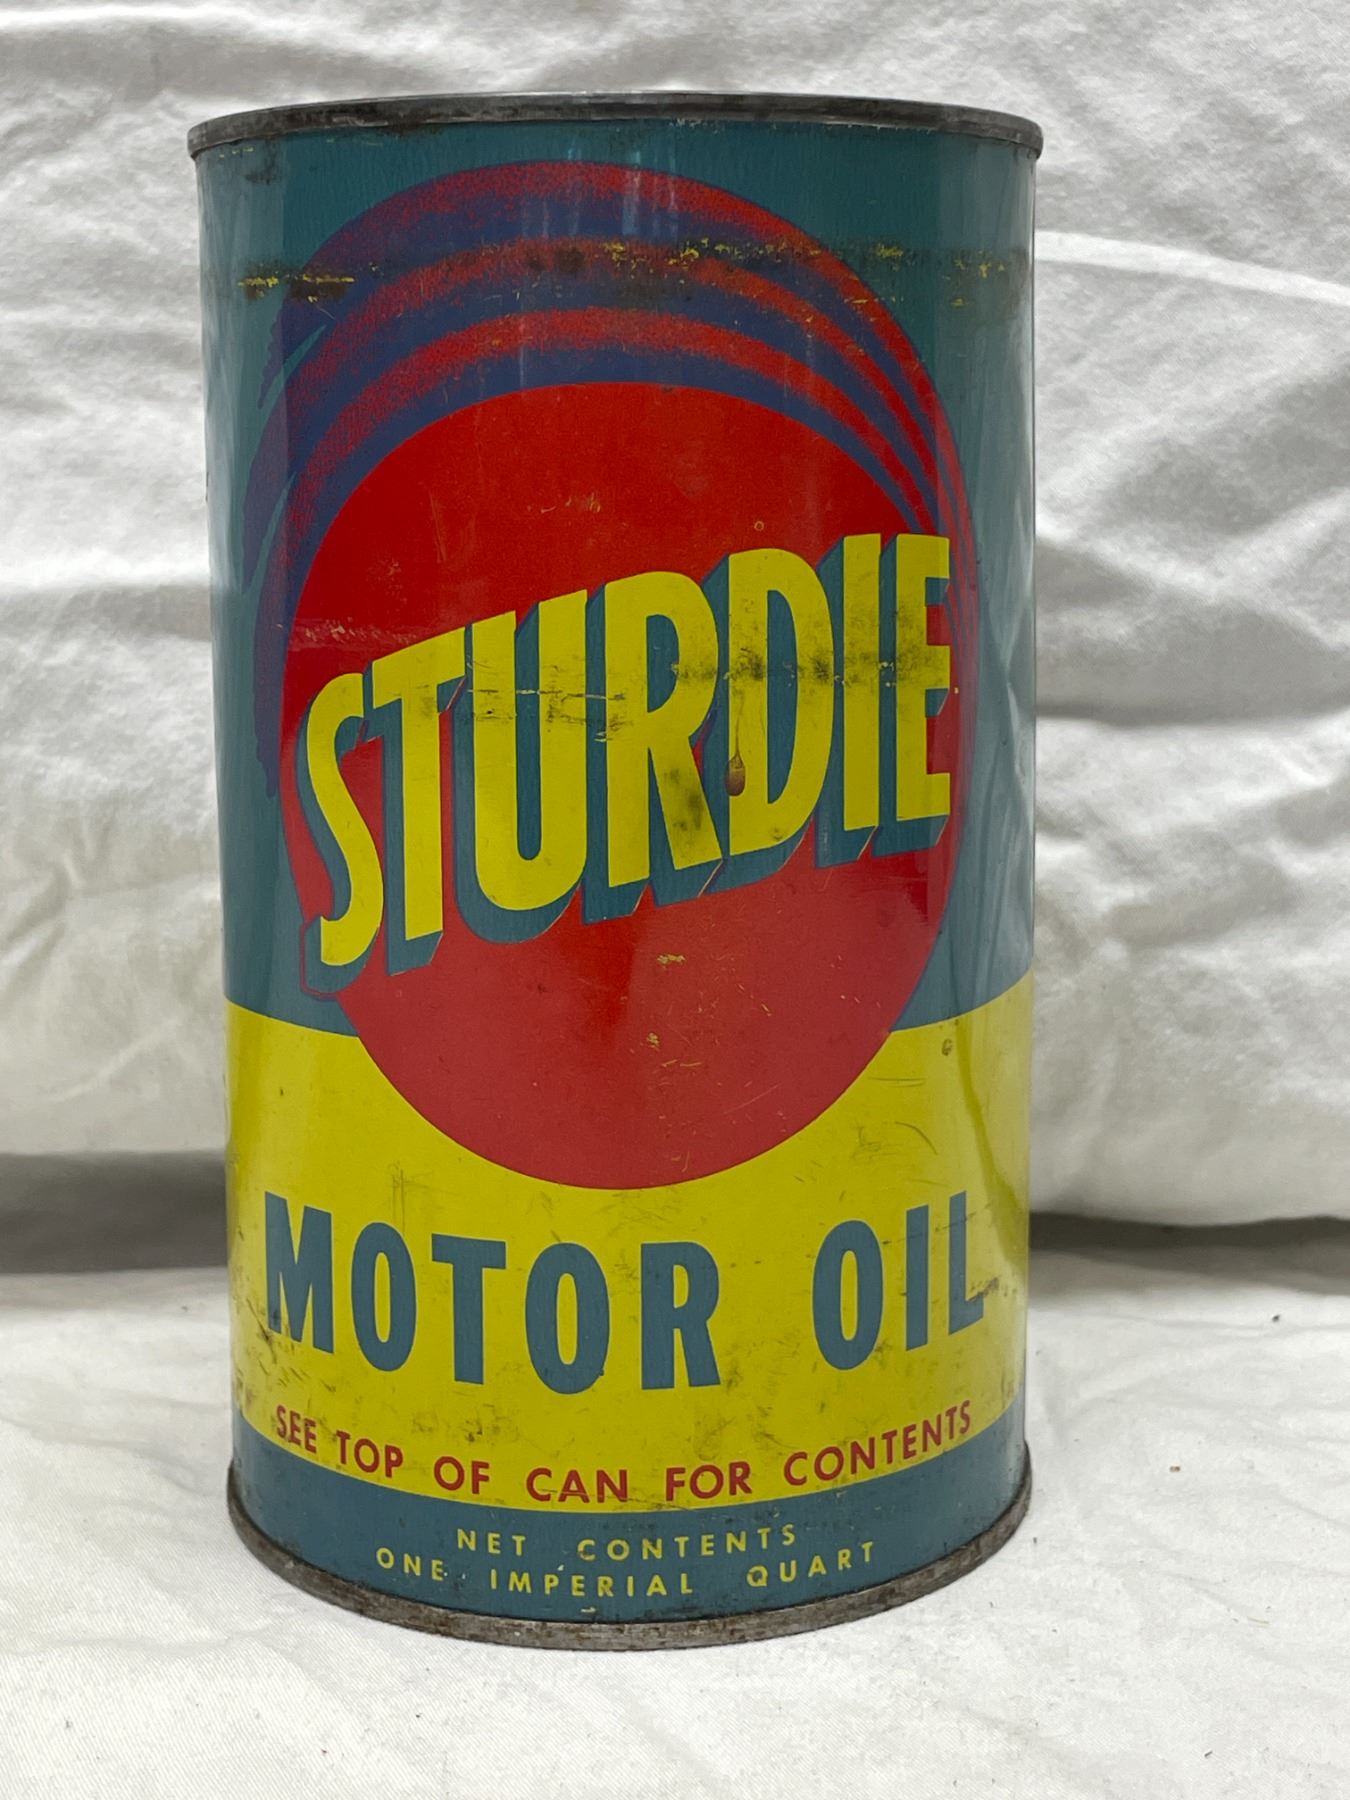 STURDIE
MOTOR OIL
SEE TOP OF CAN FOR CONTENTS
NET CONTENTS
ONE IMPERIAL QUART